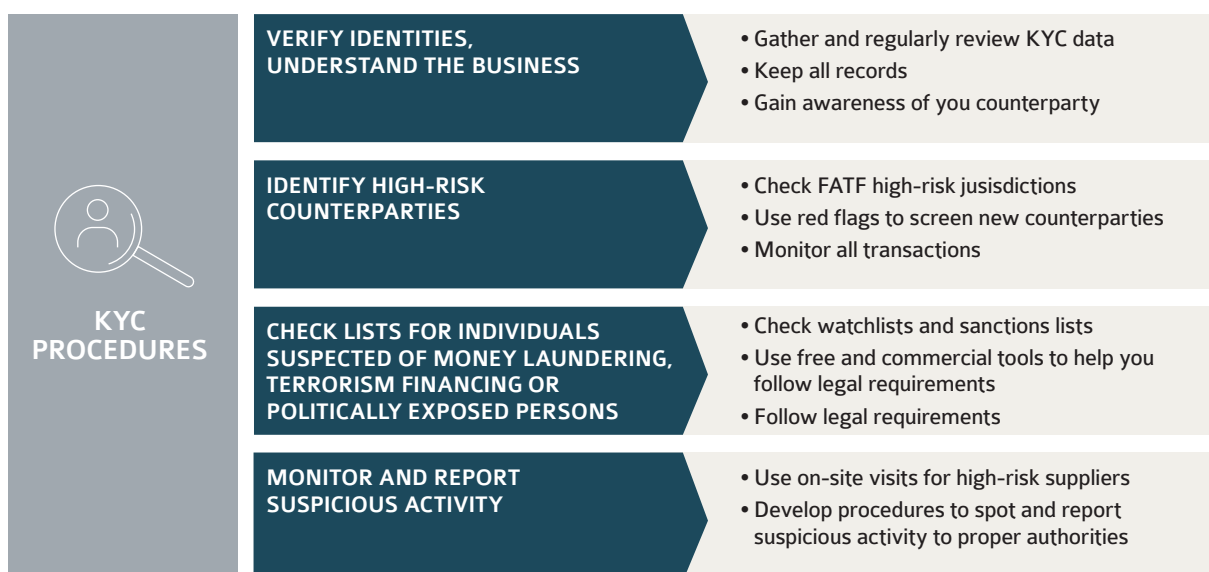 KYC
PROCEDURES
VERIFY IDENTITIES,
UNDERSTAND THE BUSINESS
• Gather and regularly review KYC data
• Keep all records
• Gain awareness of you counterparty
IDENTIFY HIGH-RISK
COUNTERPARTIES
• Check FATF high-risk jusisdictions
• Use red flags to screen new counterparties
• Monitor all transactions
CHECK LISTS FOR INDIVIDUALS
SUSPECTED OF MONEY LAUNDERING,
TERRORISM FINANCING OR
POLITICALLY EXPOSED PERSONS
• Check watchlists and sanctions lists
• Use free and commercial tools to help you
follow legal requirements
• Follow legal requirements
MONITOR AND REPORT
SUSPICIOUS ACTIVITY
• Use on-site visits for high-risk suppliers
• Develop procedures to spot and report
suspicious activity to proper authorities